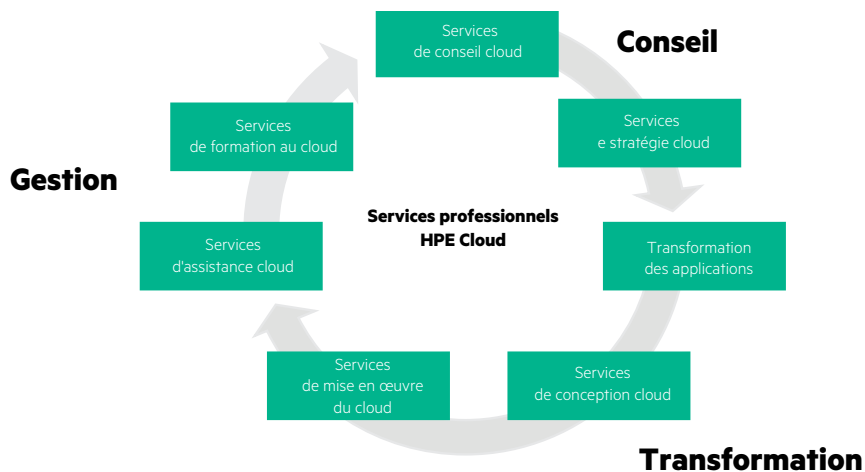 Services
de conseil cloud
Conseil
Services
e stratégie cloud
Services
de formation au cloud
Gestion
Services professionnels
HPE Cloud
Services
d'assistance cloud
Transformation
des applications
Services
de mise en œuvre
du cloud
Services
de conception cloud
Transformation